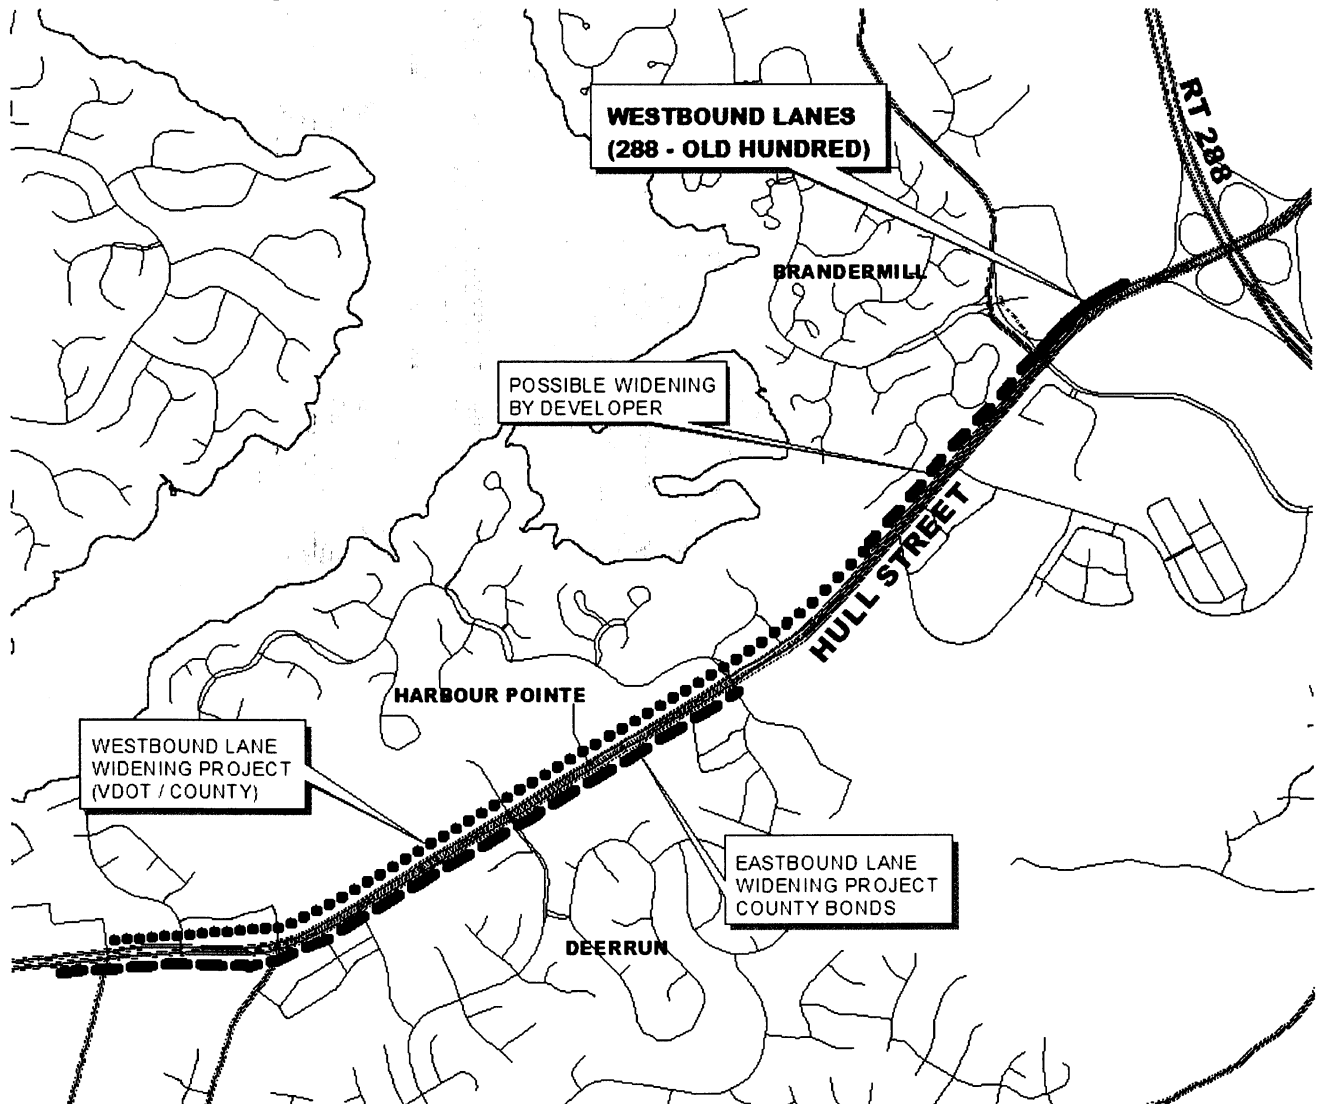 WESTBOUND LANES
(288 - OLD HUNDRED)
RT 288
BRANDERMILL
POSSIBLE WIDENING
BY DEVELOPER
HULL STREET
HARBOUR POINTE
WESTBOUND LANE
WIDENING PROJECT
(VDOT / COUNTY)
EASTBOUND LANE
WIDENING PROJECT
COUNTY BONDS
DEERRUN